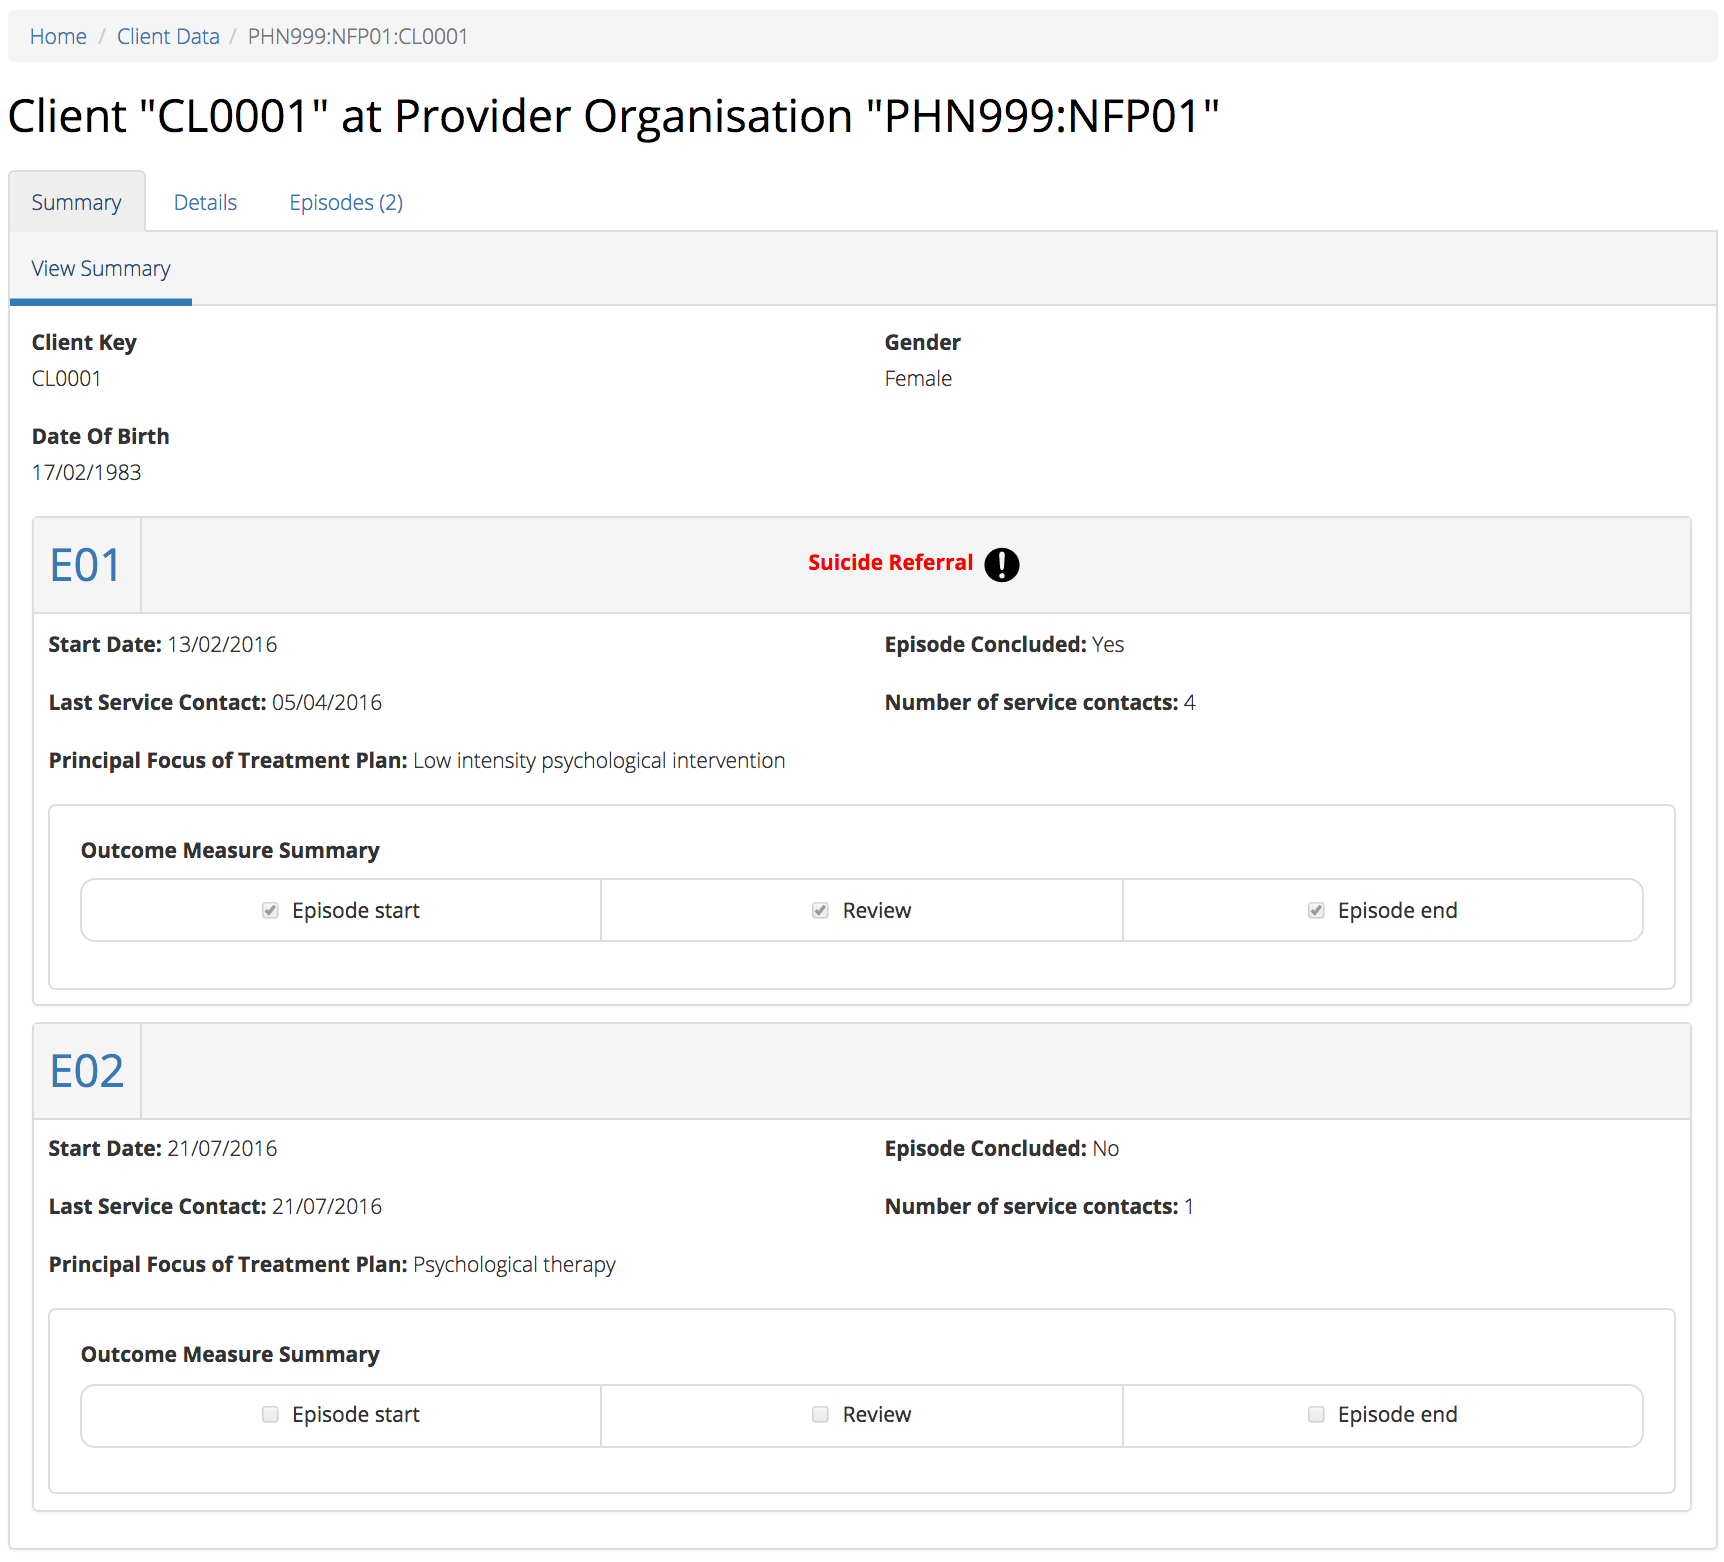 Home / Client Data / PHN999:NFP01:CL0001
Client "CL0001" at Provider Organisation "PHN999:NFP01"
Summary Details Episodes (2)
View Summary
Client Key Gender
CL0001 Female
Date Of Birth
17/02/1983
E01 Suicide Referral !
Start Date: 13/02/2016 Episode Concluded: Yes
Last Service Contact: 05/04/2016 Number of service contacts: 4
Principal Focus of Treatment Plan: Low intensity psychological intervention
Outcome Measure Summary
Episode start Review Episode end
E02
Start Date: 21/07/2016 Episode Concluded: No
Last Service Contact: 21/07/2016 Number of service contacts: 1
Principal Focus of Treatment Plan: Psychological therapy
Outcome Measure Summary
Episode start Review Episode end